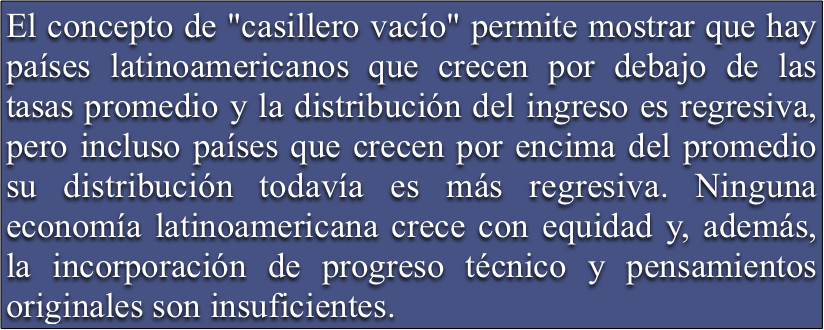 El concepto de "casillero vacío" permite mostrar que hay
países latinoamericanos que crecen por debajo de las
tasas promedio y la distribución del ingreso es regresiva,
pero incluso países que crecen por encima del promedio
su distribución todavía es más regresiva. Ninguna
economía latinoamericana crece con equidad y, además,
la incorporación de progreso técnico y pensamientos
originales son insuficientes.